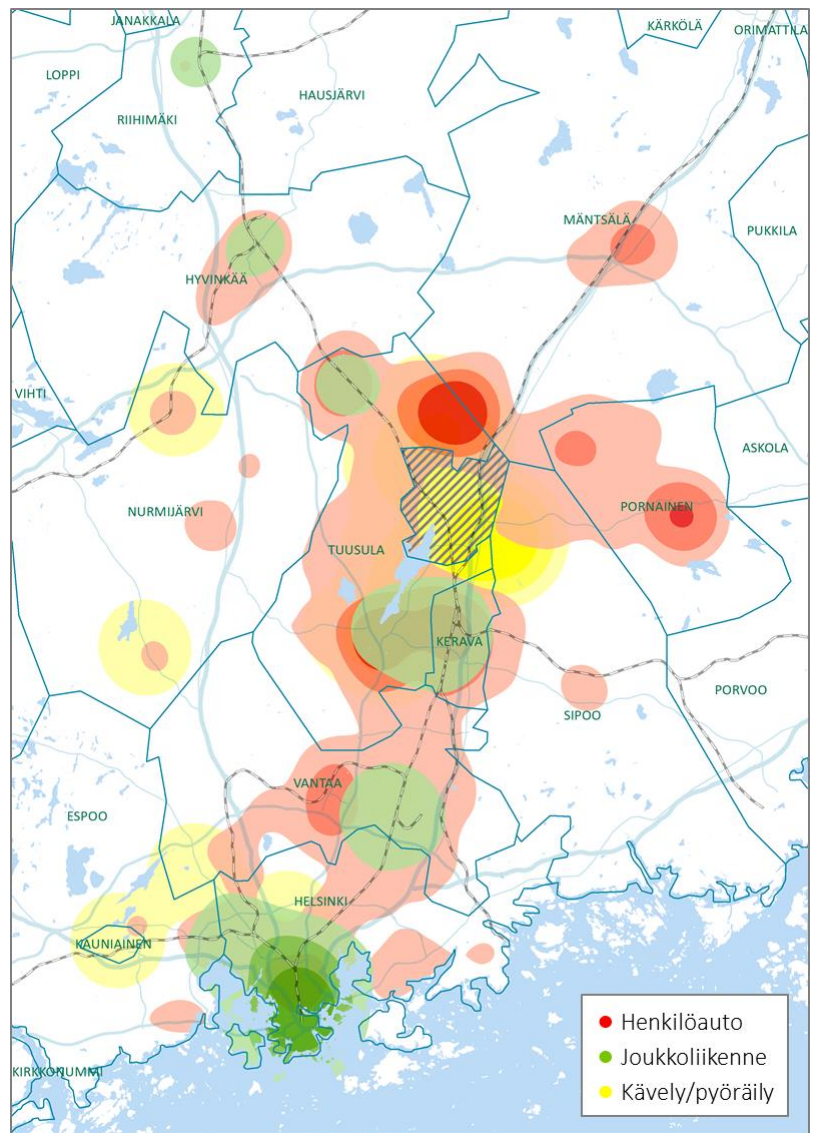 JANAKKALA
KÄRKÖLÄ
ORIMATTILA
LOPPI
HAUSJÄRVI
RIIHIMÄKI
MÄNTSÄLÄ
PUKKILA
HYVINKÄÄ
VIHTI
ASKOLA
NURMIJÄRVI
PORNAINEN
TUUSULA
KERAVA
PORVOO
SIPOO
VANTAA
ESPOO
HELSINKI
KAUNIAINEN
KIRKKONUMMI
Henkilöauto
Joukkoliikenne
Kävely/pyöräily